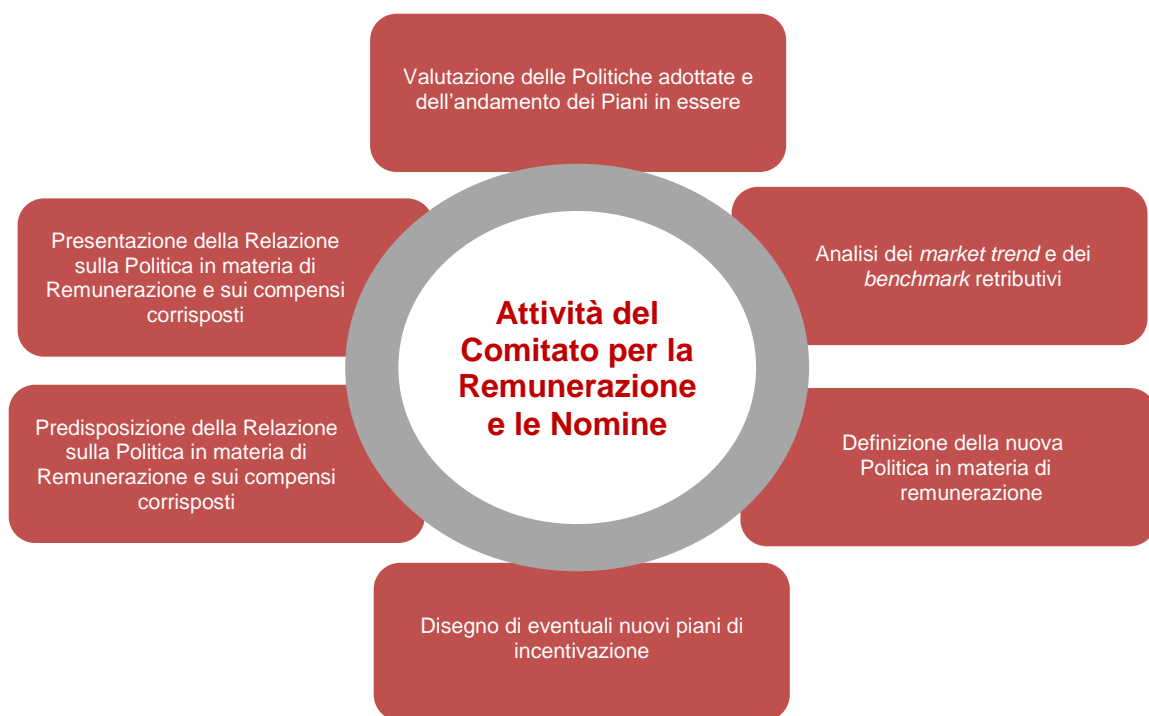 Valutazione delle Politiche adottate e
dell'andamento dei Piani in essere
Analisi dei market trend e dei
benchmark retributivi
Definizione della nuova
Politica in materia di
remunerazione
Disegno di eventuali nuovi piani di
incentivazione
Predisposizione della Relazione
sulla Politica in materia di
Remunerazione e sui compensi
corrisposti
Presentazione della Relazione
sulla Politica in materia di
Remunerazione e sui compensi
corrisposti
Attività del
Comitato per la
Remunerazione
e le Nomine